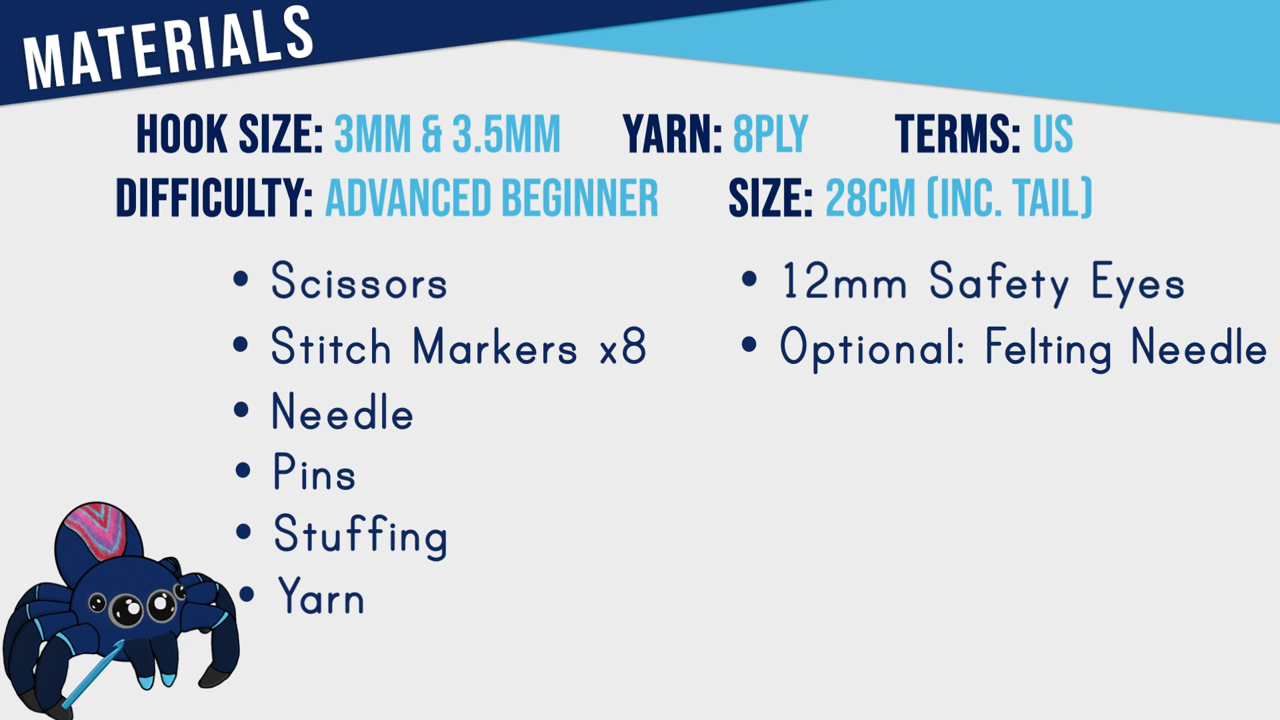 MATERIALS
HOOK SIZE: 3MM & 3.5MM YARN: 8PLY TERMS: US
DIFFICULTY: ADVANCED BEGINNER SIZE: 28CM (INC. TAIL)
• Scissors
• Stitch Markers x8
• Needle
• Pins
• Stuffing
• Yarn
• 12mm Safety Eyes
• Optional: Felting Needle